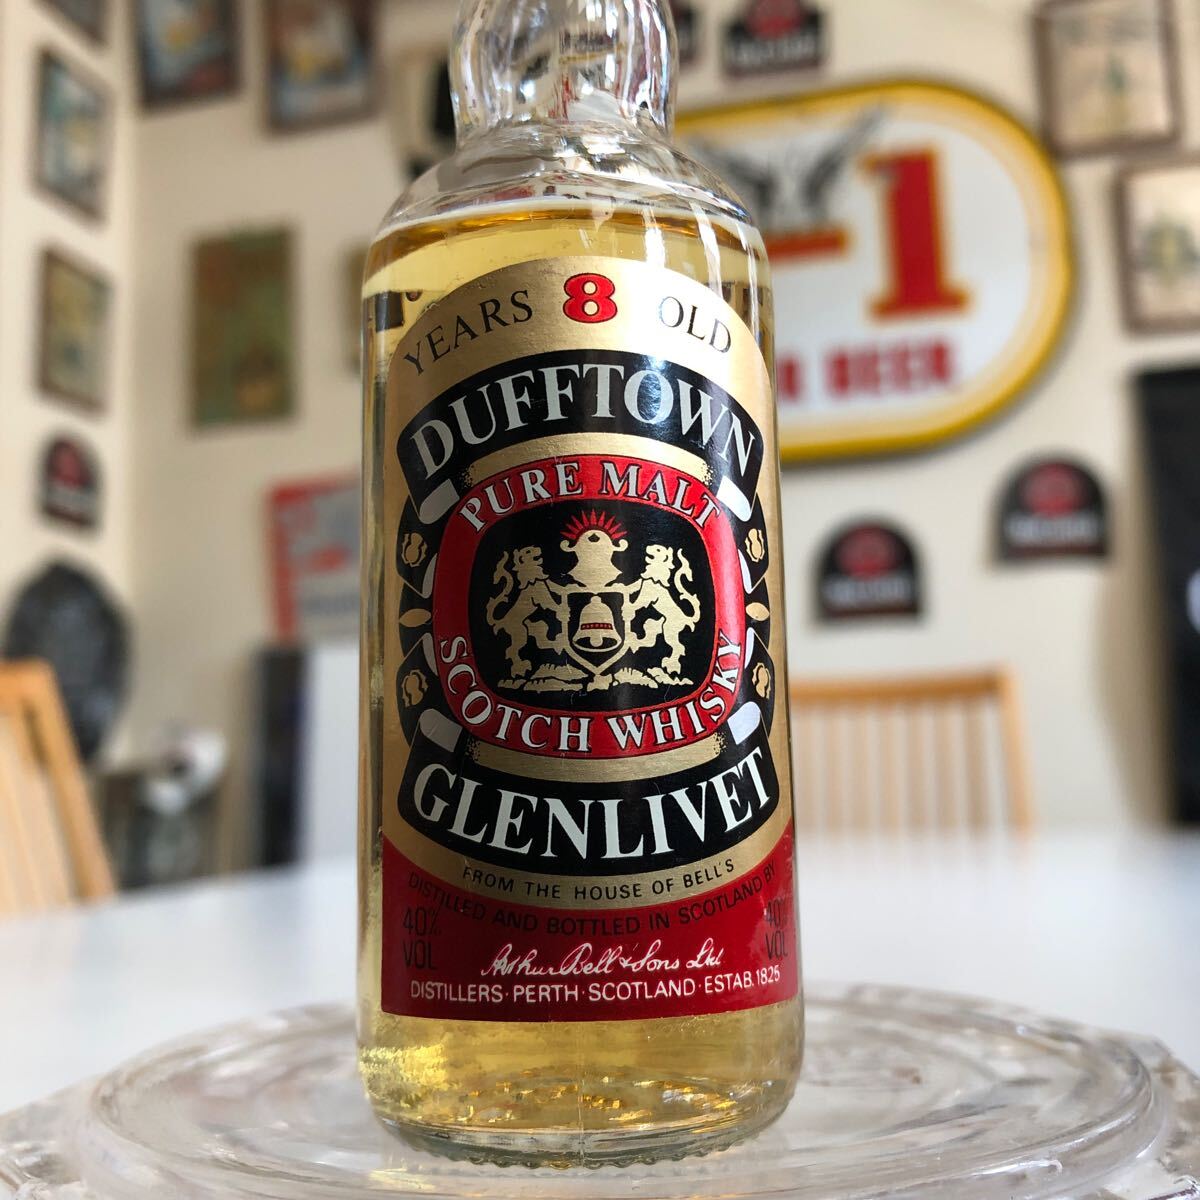 YEARS 8 OLD
DUFFTOWN
PURE MALT
SCOTCH WHISKY
GLENLIVET
FROM THE HOUSE OF BELL'S
DISTILLED AND BOTTLED IN SCOTLAND BY
40%
VOL
40%
VOL
Arthur Bell & Sons Ltd
DISTILLERS · PERTH · SCOTLAND · ESTAB. 1825
-1
BEER